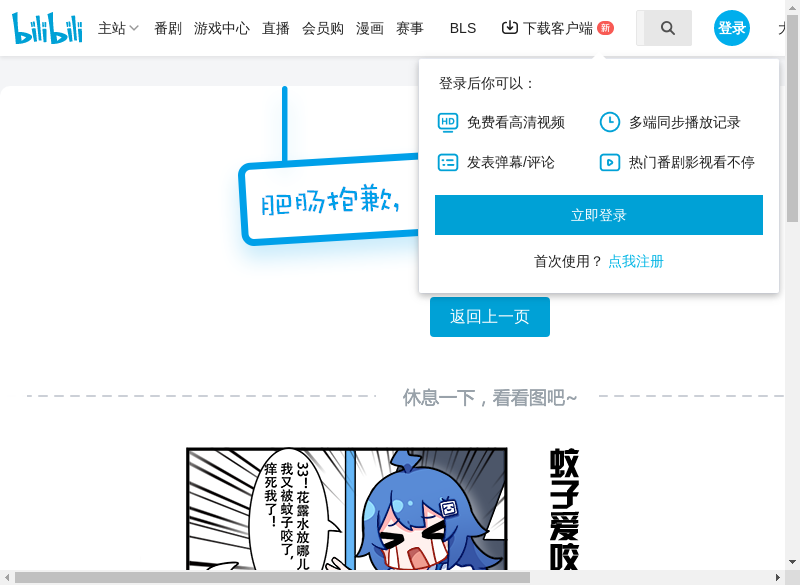 bilibili 主站 番剧 游戏中心 直播 会员购 漫画 赛事 BLS 下载客户端 新 登录
登录后你可以：
HD 免费看高清视频 多端同步播放记录
发表弹幕/评论 热门番剧影视看不停
立即登录
首次使用？ 点我注册
肥肠抱歉，
返回上一页
休息一下，看看图吧~
33！花露水放哪儿
我又被蚊子咬了，
痒死我了！
蚊子爱咬